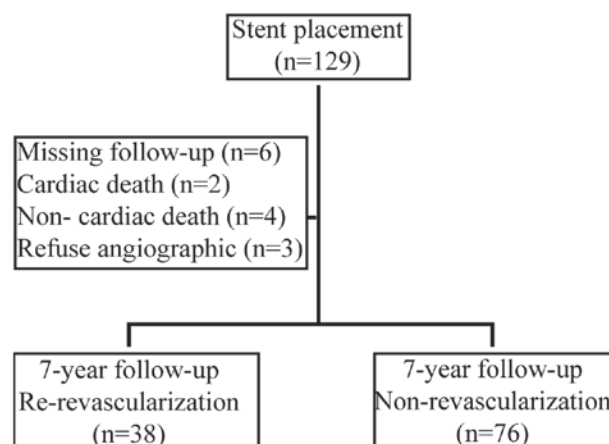 Stent placement
(n=129)
Missing follow-up (n=6)
Cardiac death (n=2)
Non- cardiac death (n=4)
Refuse angiographic (n=3)
7-year follow-up
Re-revascularization
(n=38)
7-year follow-up
Non-revascularization
(n=76)